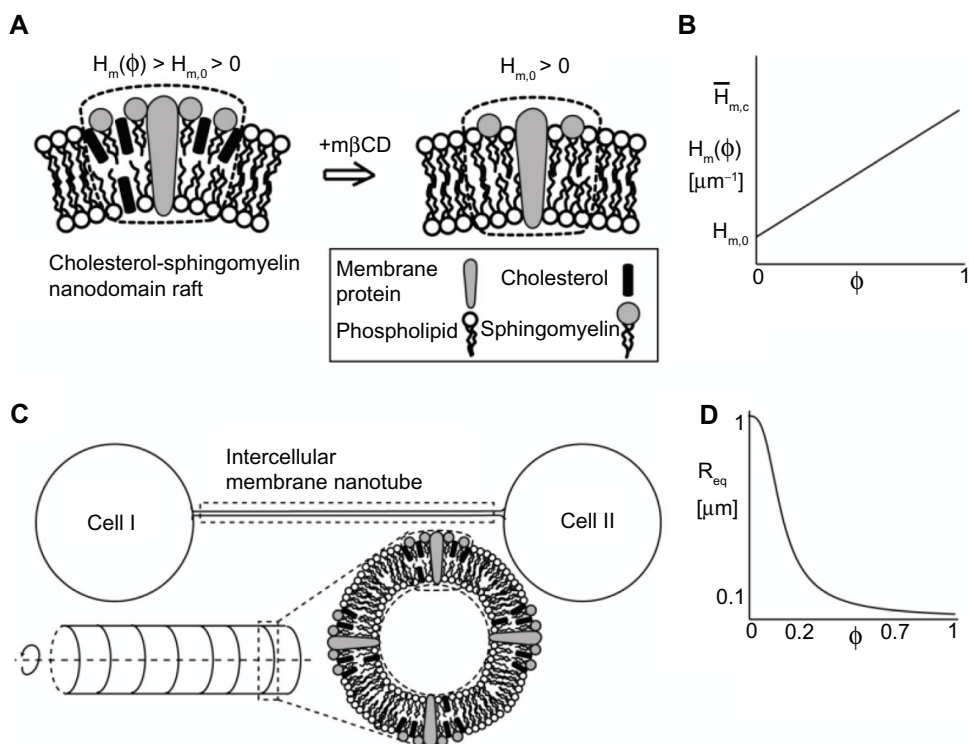 A
H_m(ϕ) > H_m,0 > 0
H_m,0 > 0
+mβCD
Cholesterol-sphingomyelin
nanodomain raft
Membrane
protein
Cholesterol
Phospholipid
Sphingomyelin
B
H̅_m,c
H_m(ϕ)
[μm⁻¹]
H_m,0
0
ϕ
1
C
Intercellular
membrane nanotube
Cell I
Cell II
D
1
R_eq
[μm]
0.1
0
0.2
ϕ
0.7
1